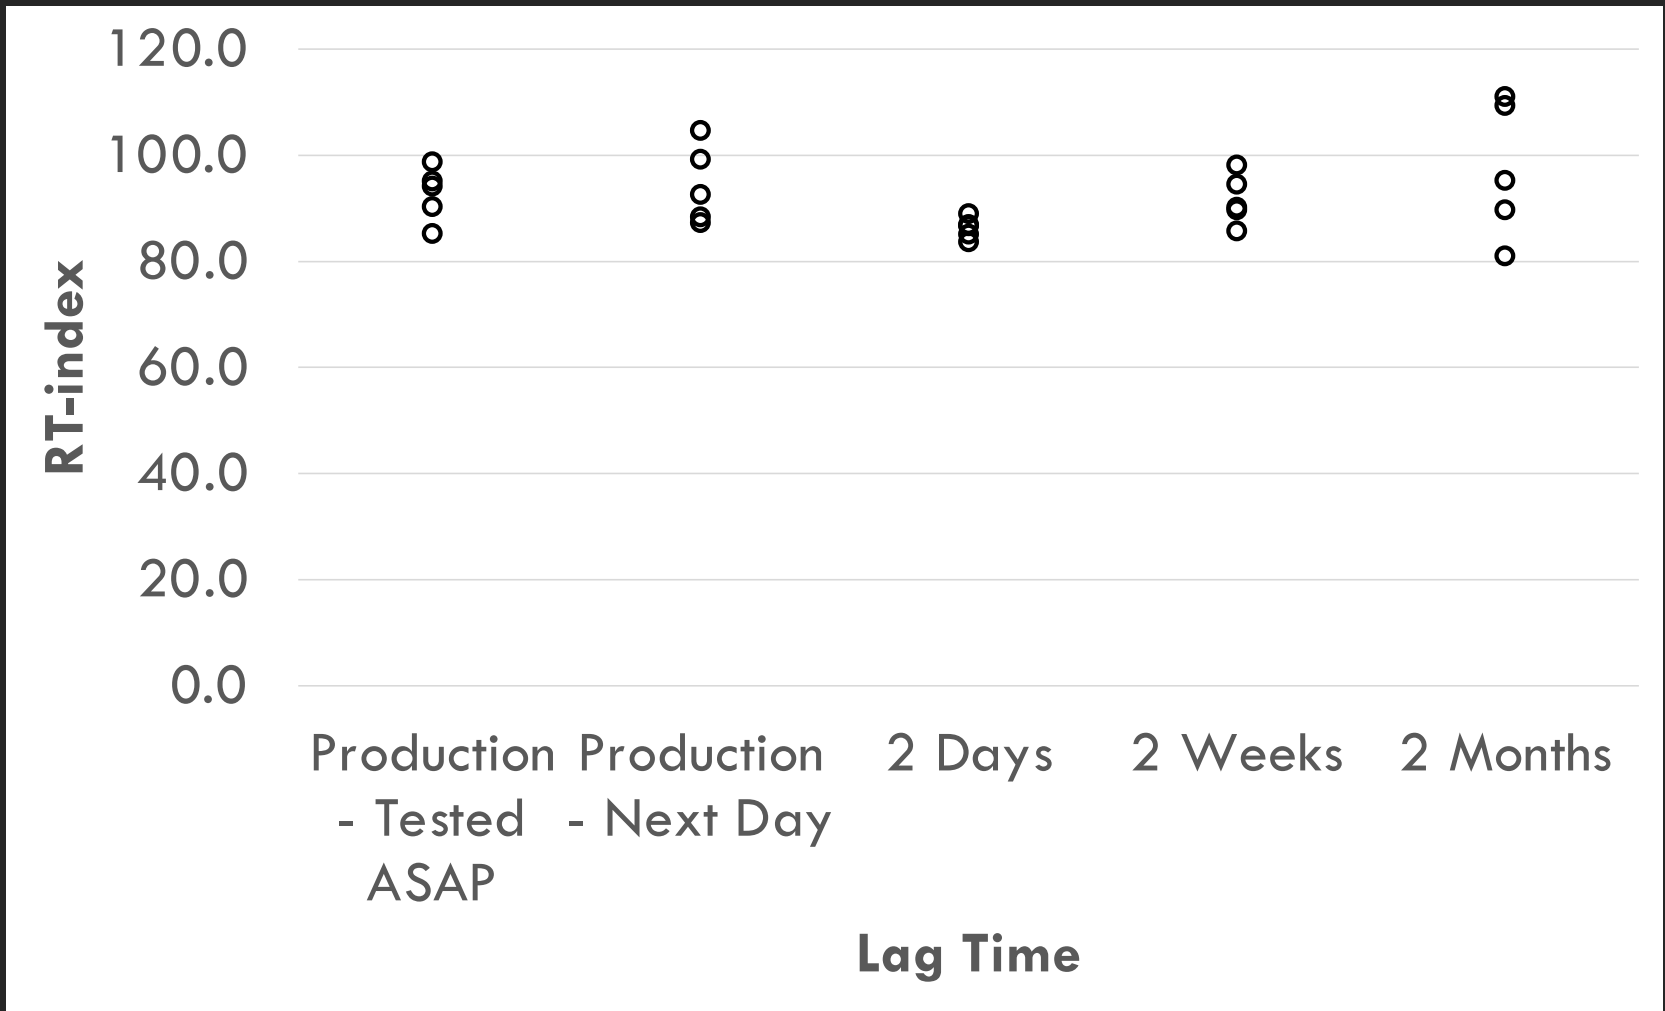 120.0
100.0
80.0
60.0
40.0
20.0
0.0
RT-index
Production
- Tested
ASAP
Production
- Next Day
2 Days
2 Weeks
2 Months
Lag Time